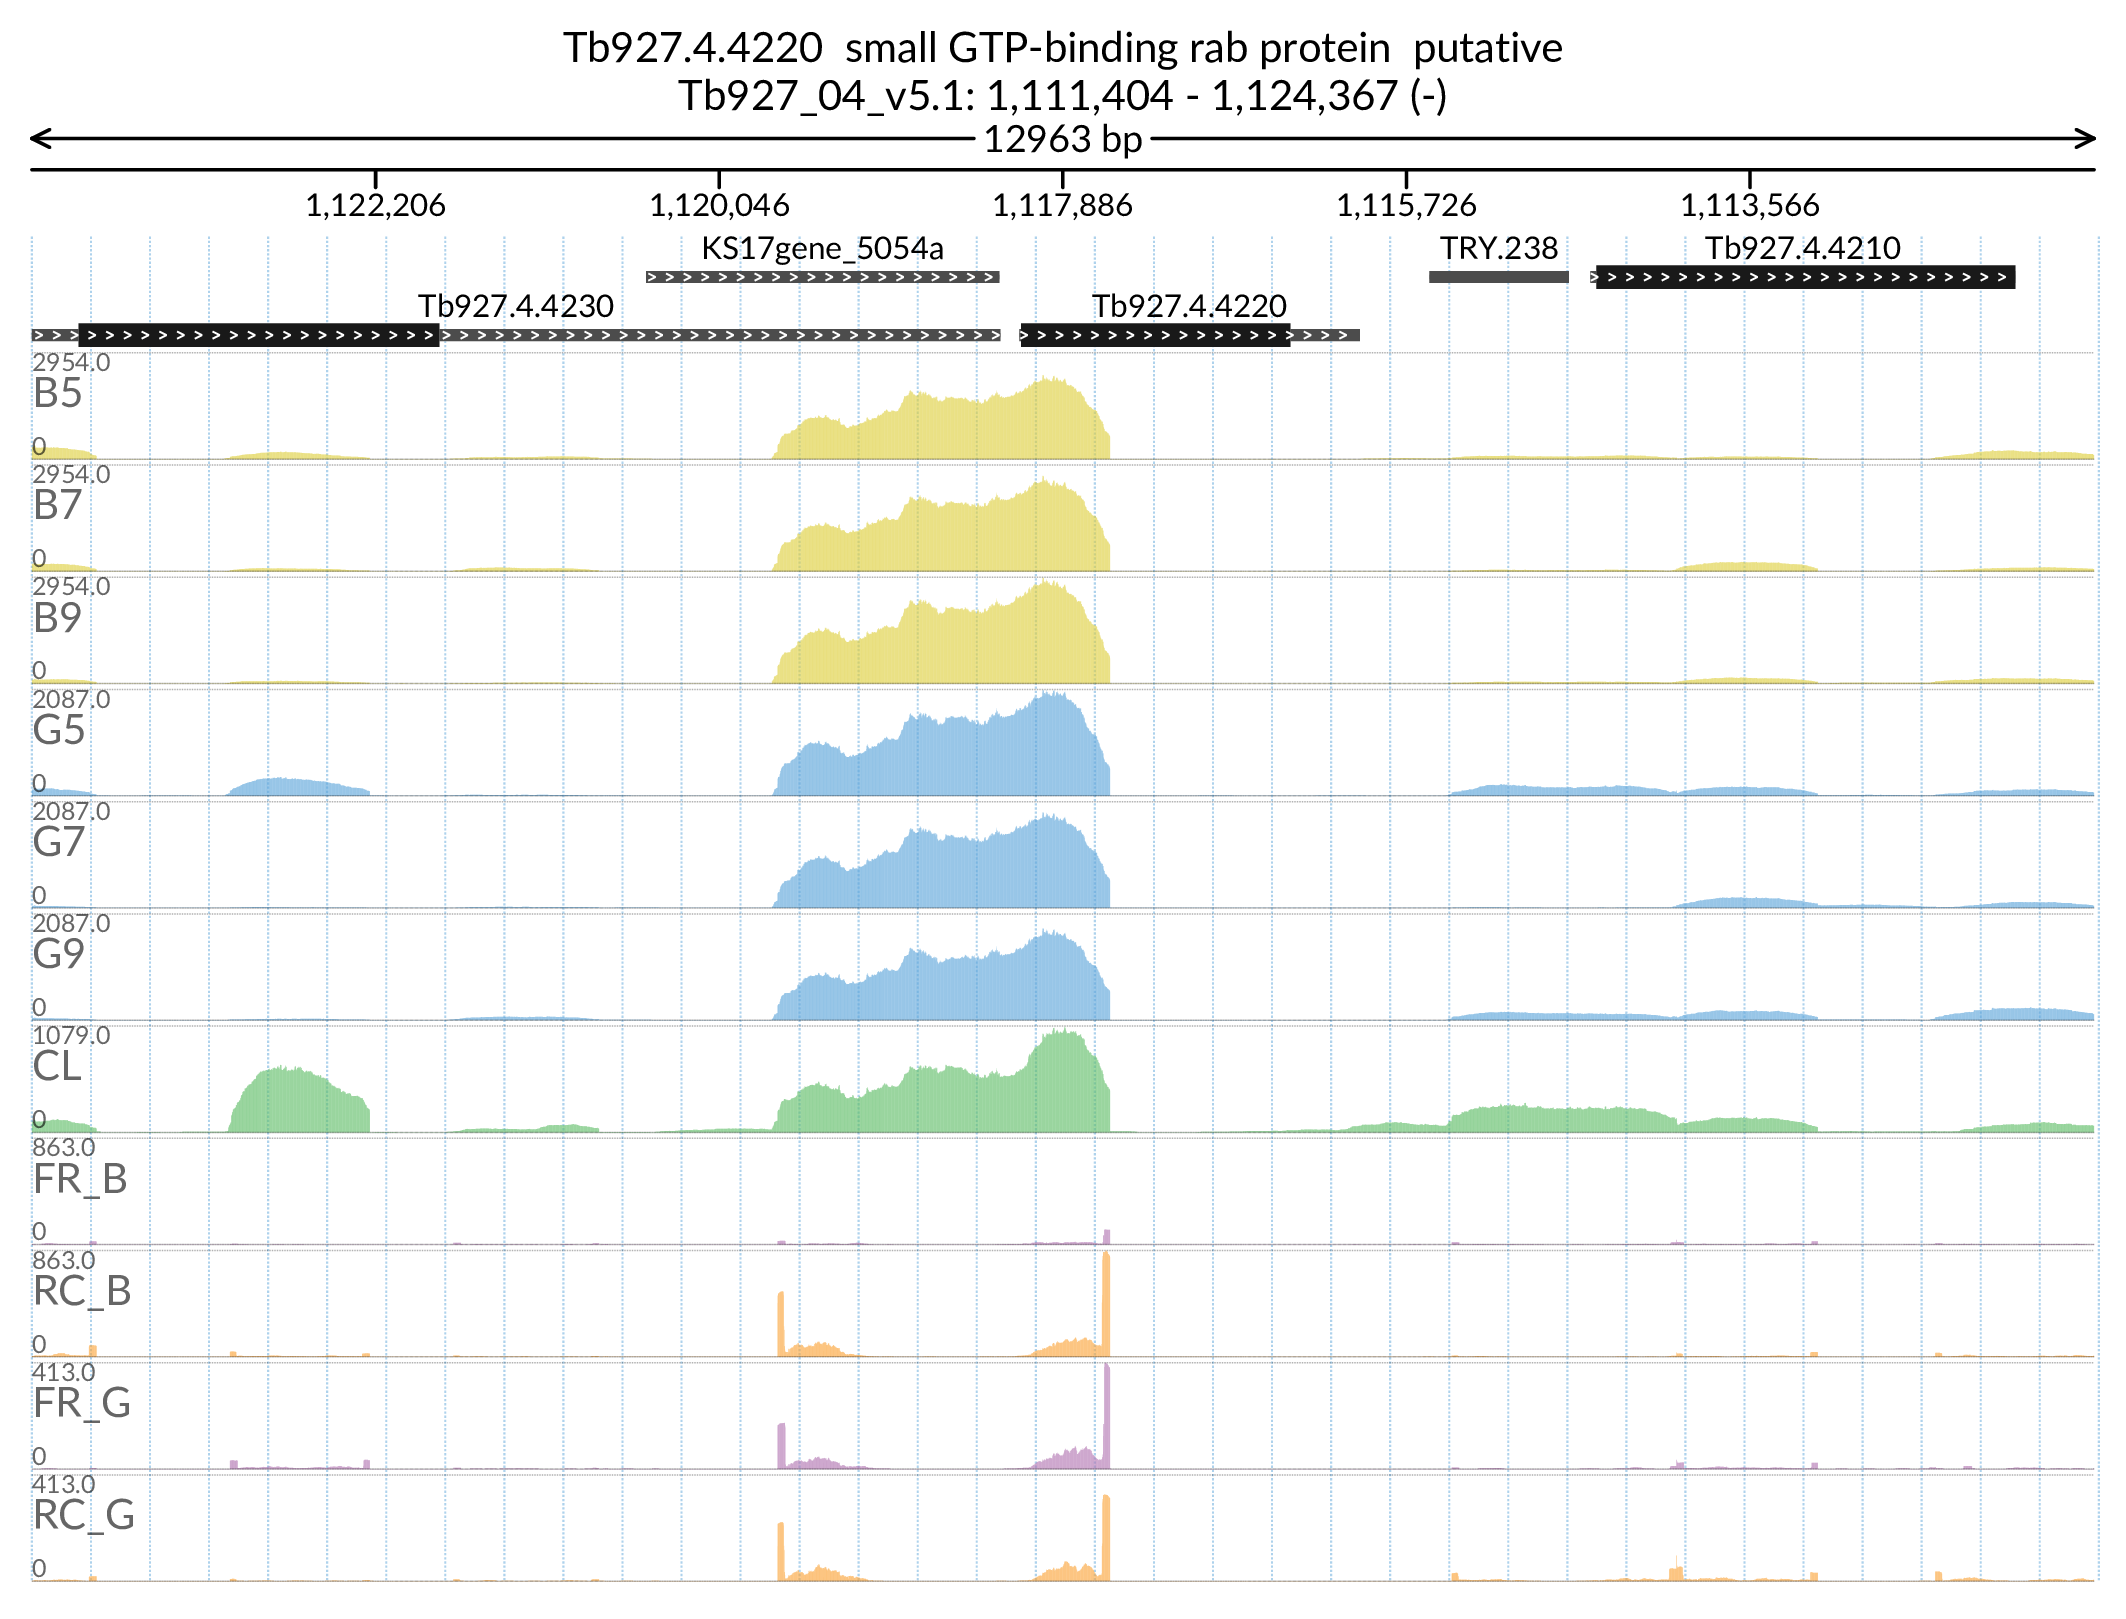 Tb927.4.4220  small GTP-binding rab protein  putative
Tb927_04_v5.1: 1,111,404 - 1,124,367 (-)
12963 bp
1,122,206 1,120,046 1,117,886 1,115,726 1,113,566
KS17gene_5054a TRY.238 Tb927.4.4210
Tb927.4.4230 Tb927.4.4220
2954.0
B5
0
2954.0
B7
0
2954.0
B9
0
2087.0
G5
0
2087.0
G7
0
2087.0
G9
0
1079.0
CL
0
863.0
FR_B
0
863.0
RC_B
0
413.0
FR_G
0
413.0
RC_G
0